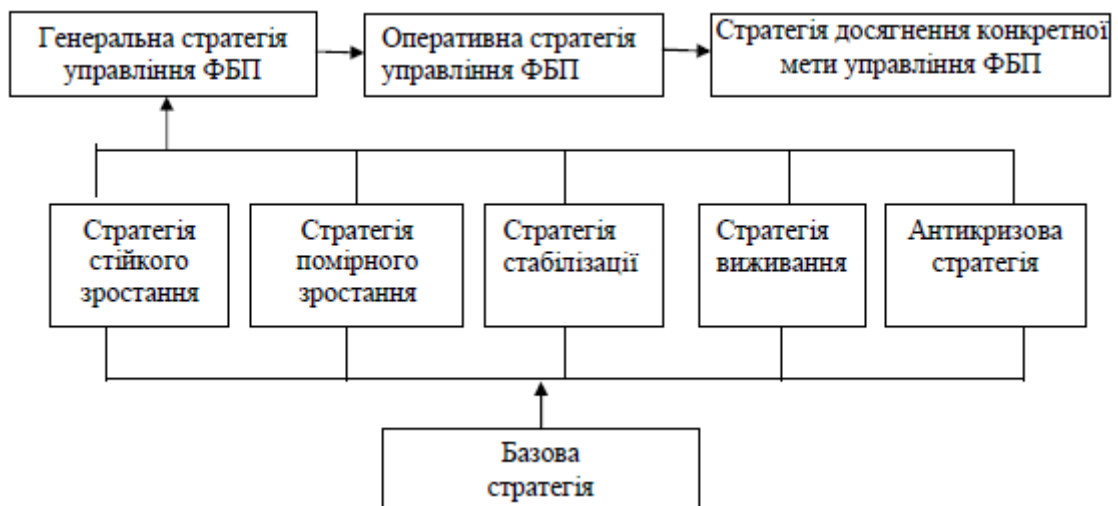 Генеральна стратегія
управління ФБП
Оперативна стратегія
управління ФБП
Стратегія досягнення конкретної
мети управління ФБП
Стратегія
стійкого
зростання
Стратегія
помірного
зростання
Стратегія
стабілізації
Стратегія
виживання
Антикризова
стратегія
Базова
стратегія